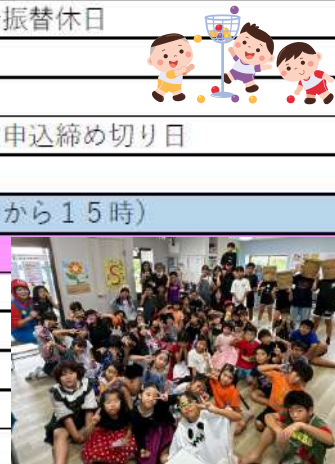 振替休日
申込締め切り日
から１５時）